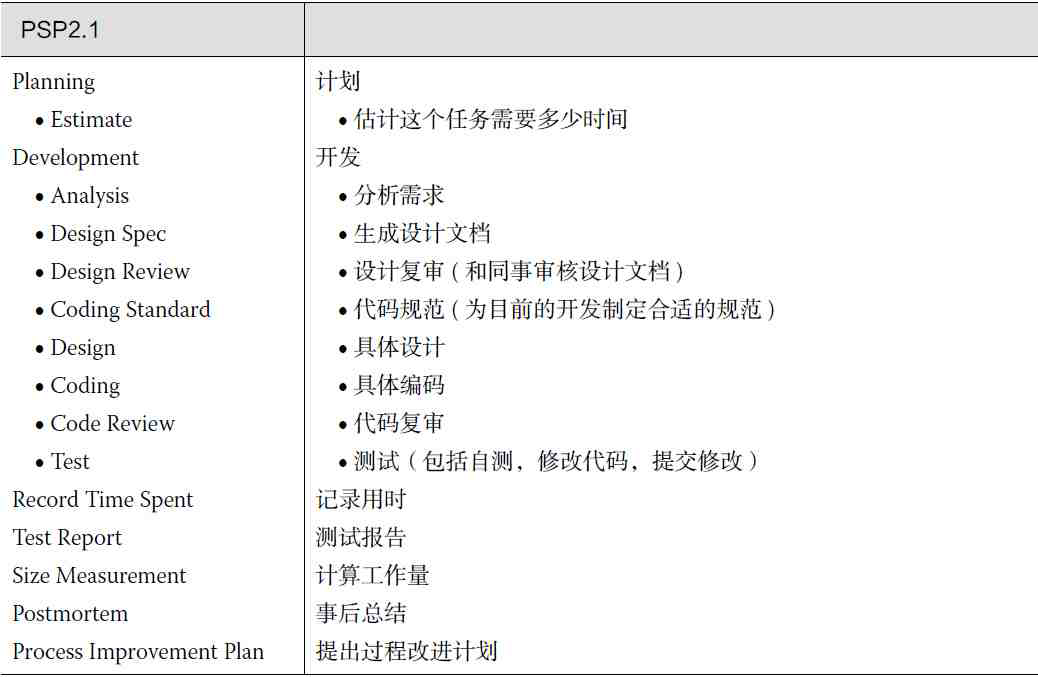 PSP2.1
Planning 计划
• Estimate • 估计这个任务需要多少时间
Development 开发
• Analysis • 分析需求
• Design Spec • 生成设计文档
• Design Review • 设计复审（和同事审核设计文档）
• Coding Standard • 代码规范（为目前的开发制定合适的规范）
• Design • 具体设计
• Coding • 具体编码
• Code Review • 代码复审
• Test • 测试（包括自测，修改代码，提交修改）
Record Time Spent 记录用时
Test Report 测试报告
Size Measurement 计算工作量
Postmortem 事后总结
Process Improvement Plan 提出过程改进计划